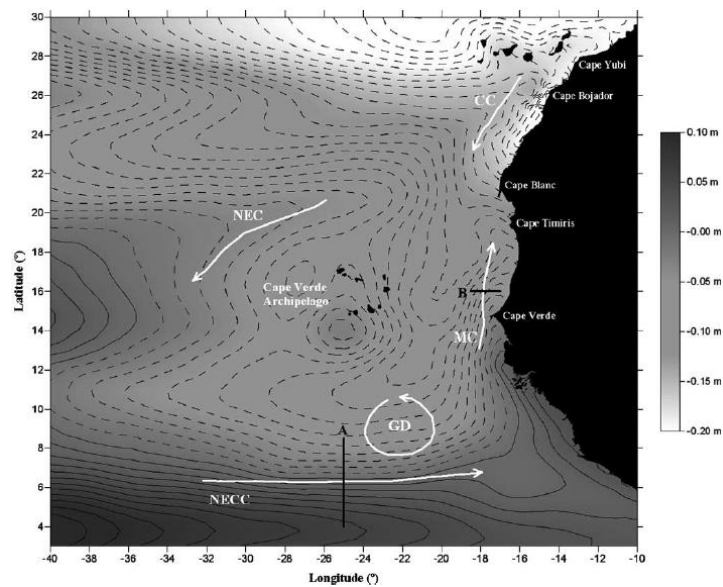 30
28
26
24
22
20
18
16
14
12
10
8
6
4
-40
-38
-36
-34
-32
-30
-28
-26
-24
-22
-20
-18
-16
-14
-12
-10
Latitude (º)
Longitude (º)
Cape Yubi
CC
Cape Bojador
Cape Blanc
NEC
Cape Timiris
Cape Verde
Archipelago
B
Cape Verde
MC
GD
A
NECC
0.10 m
0.05 m
0.00 m
-0.05 m
-0.10 m
-0.15 m
-0.20 m